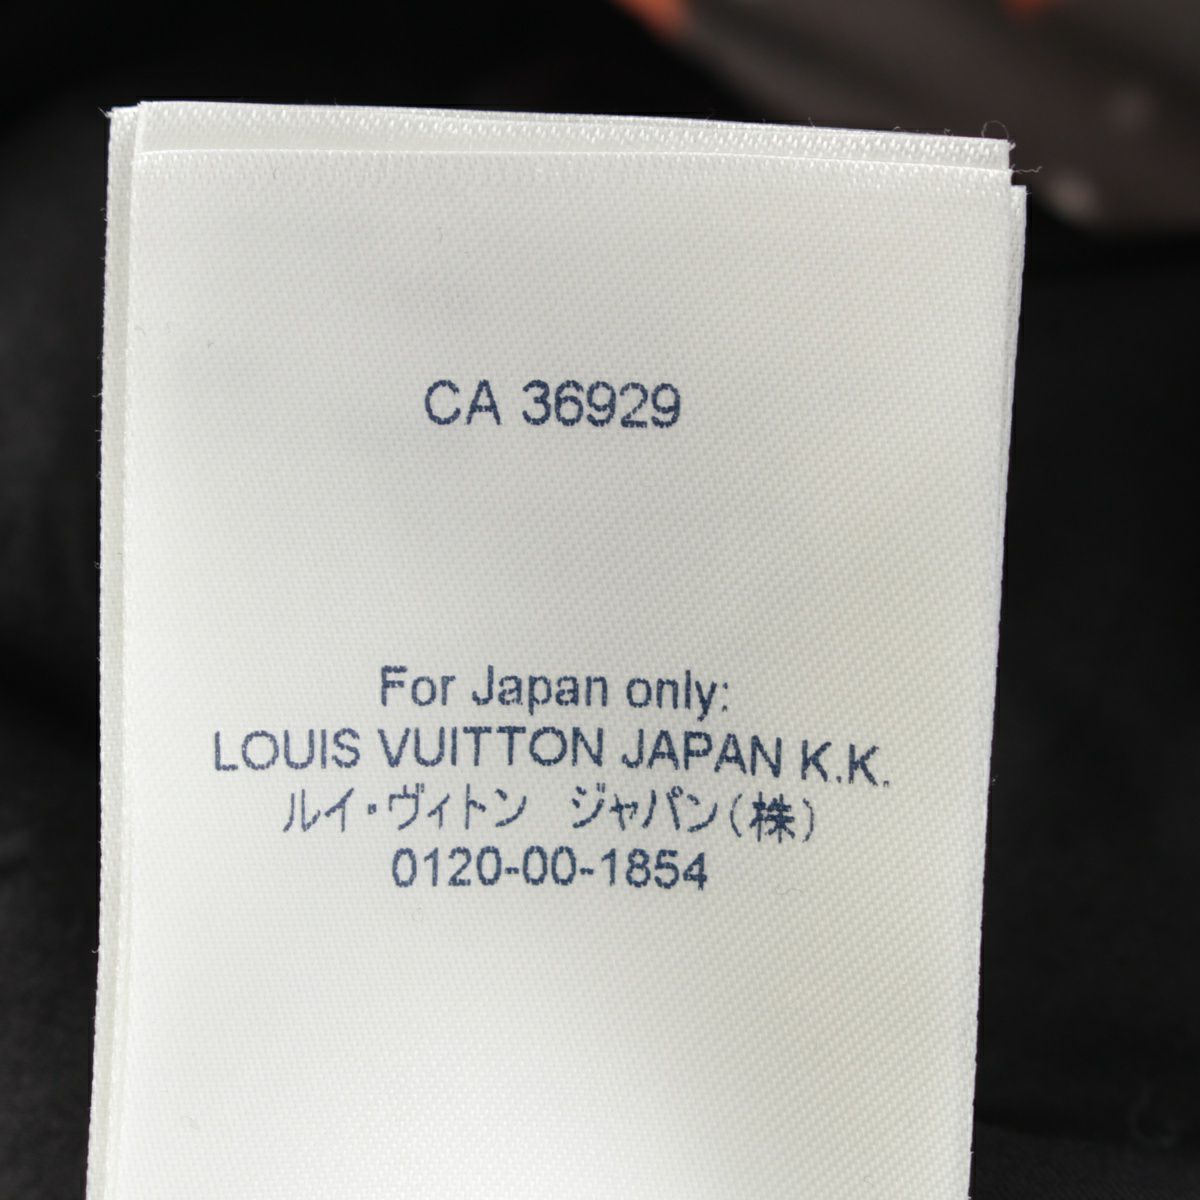 CA 36929
For Japan only:
LOUIS VUITTON JAPAN K.K.
ルイ・ヴィトン　ジャパン(株)
0120-00-1854